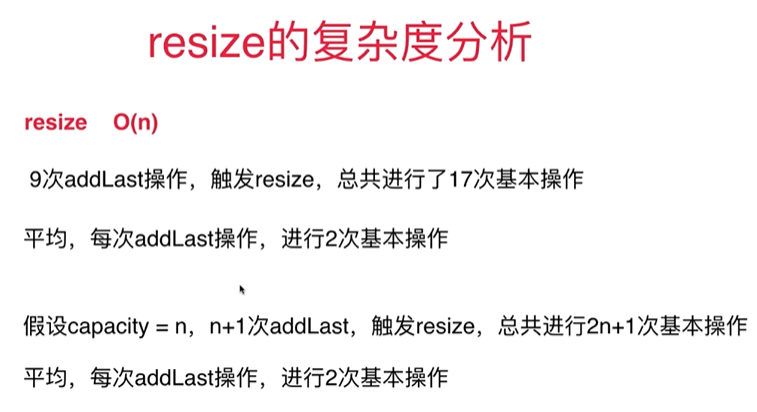 resize的复杂度分析
resize O(n)
9次addLast操作，触发resize，总共进行了17次基本操作
平均，每次addLast操作，进行2次基本操作
假设capacity = n，n+1次addLast，触发resize，总共进行2n+1次基本操作
平均，每次addLast操作，进行2次基本操作